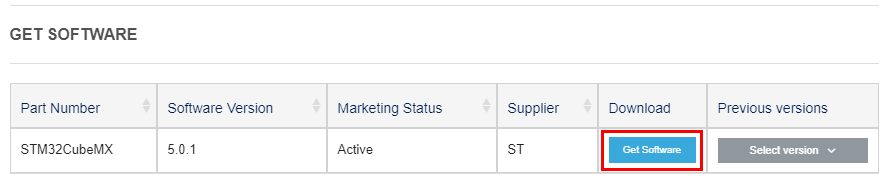 GET SOFTWARE
Part Number Software Version Marketing Status Supplier Download Previous versions
STM32CubeMX 5.0.1 Active ST Get Software Select version